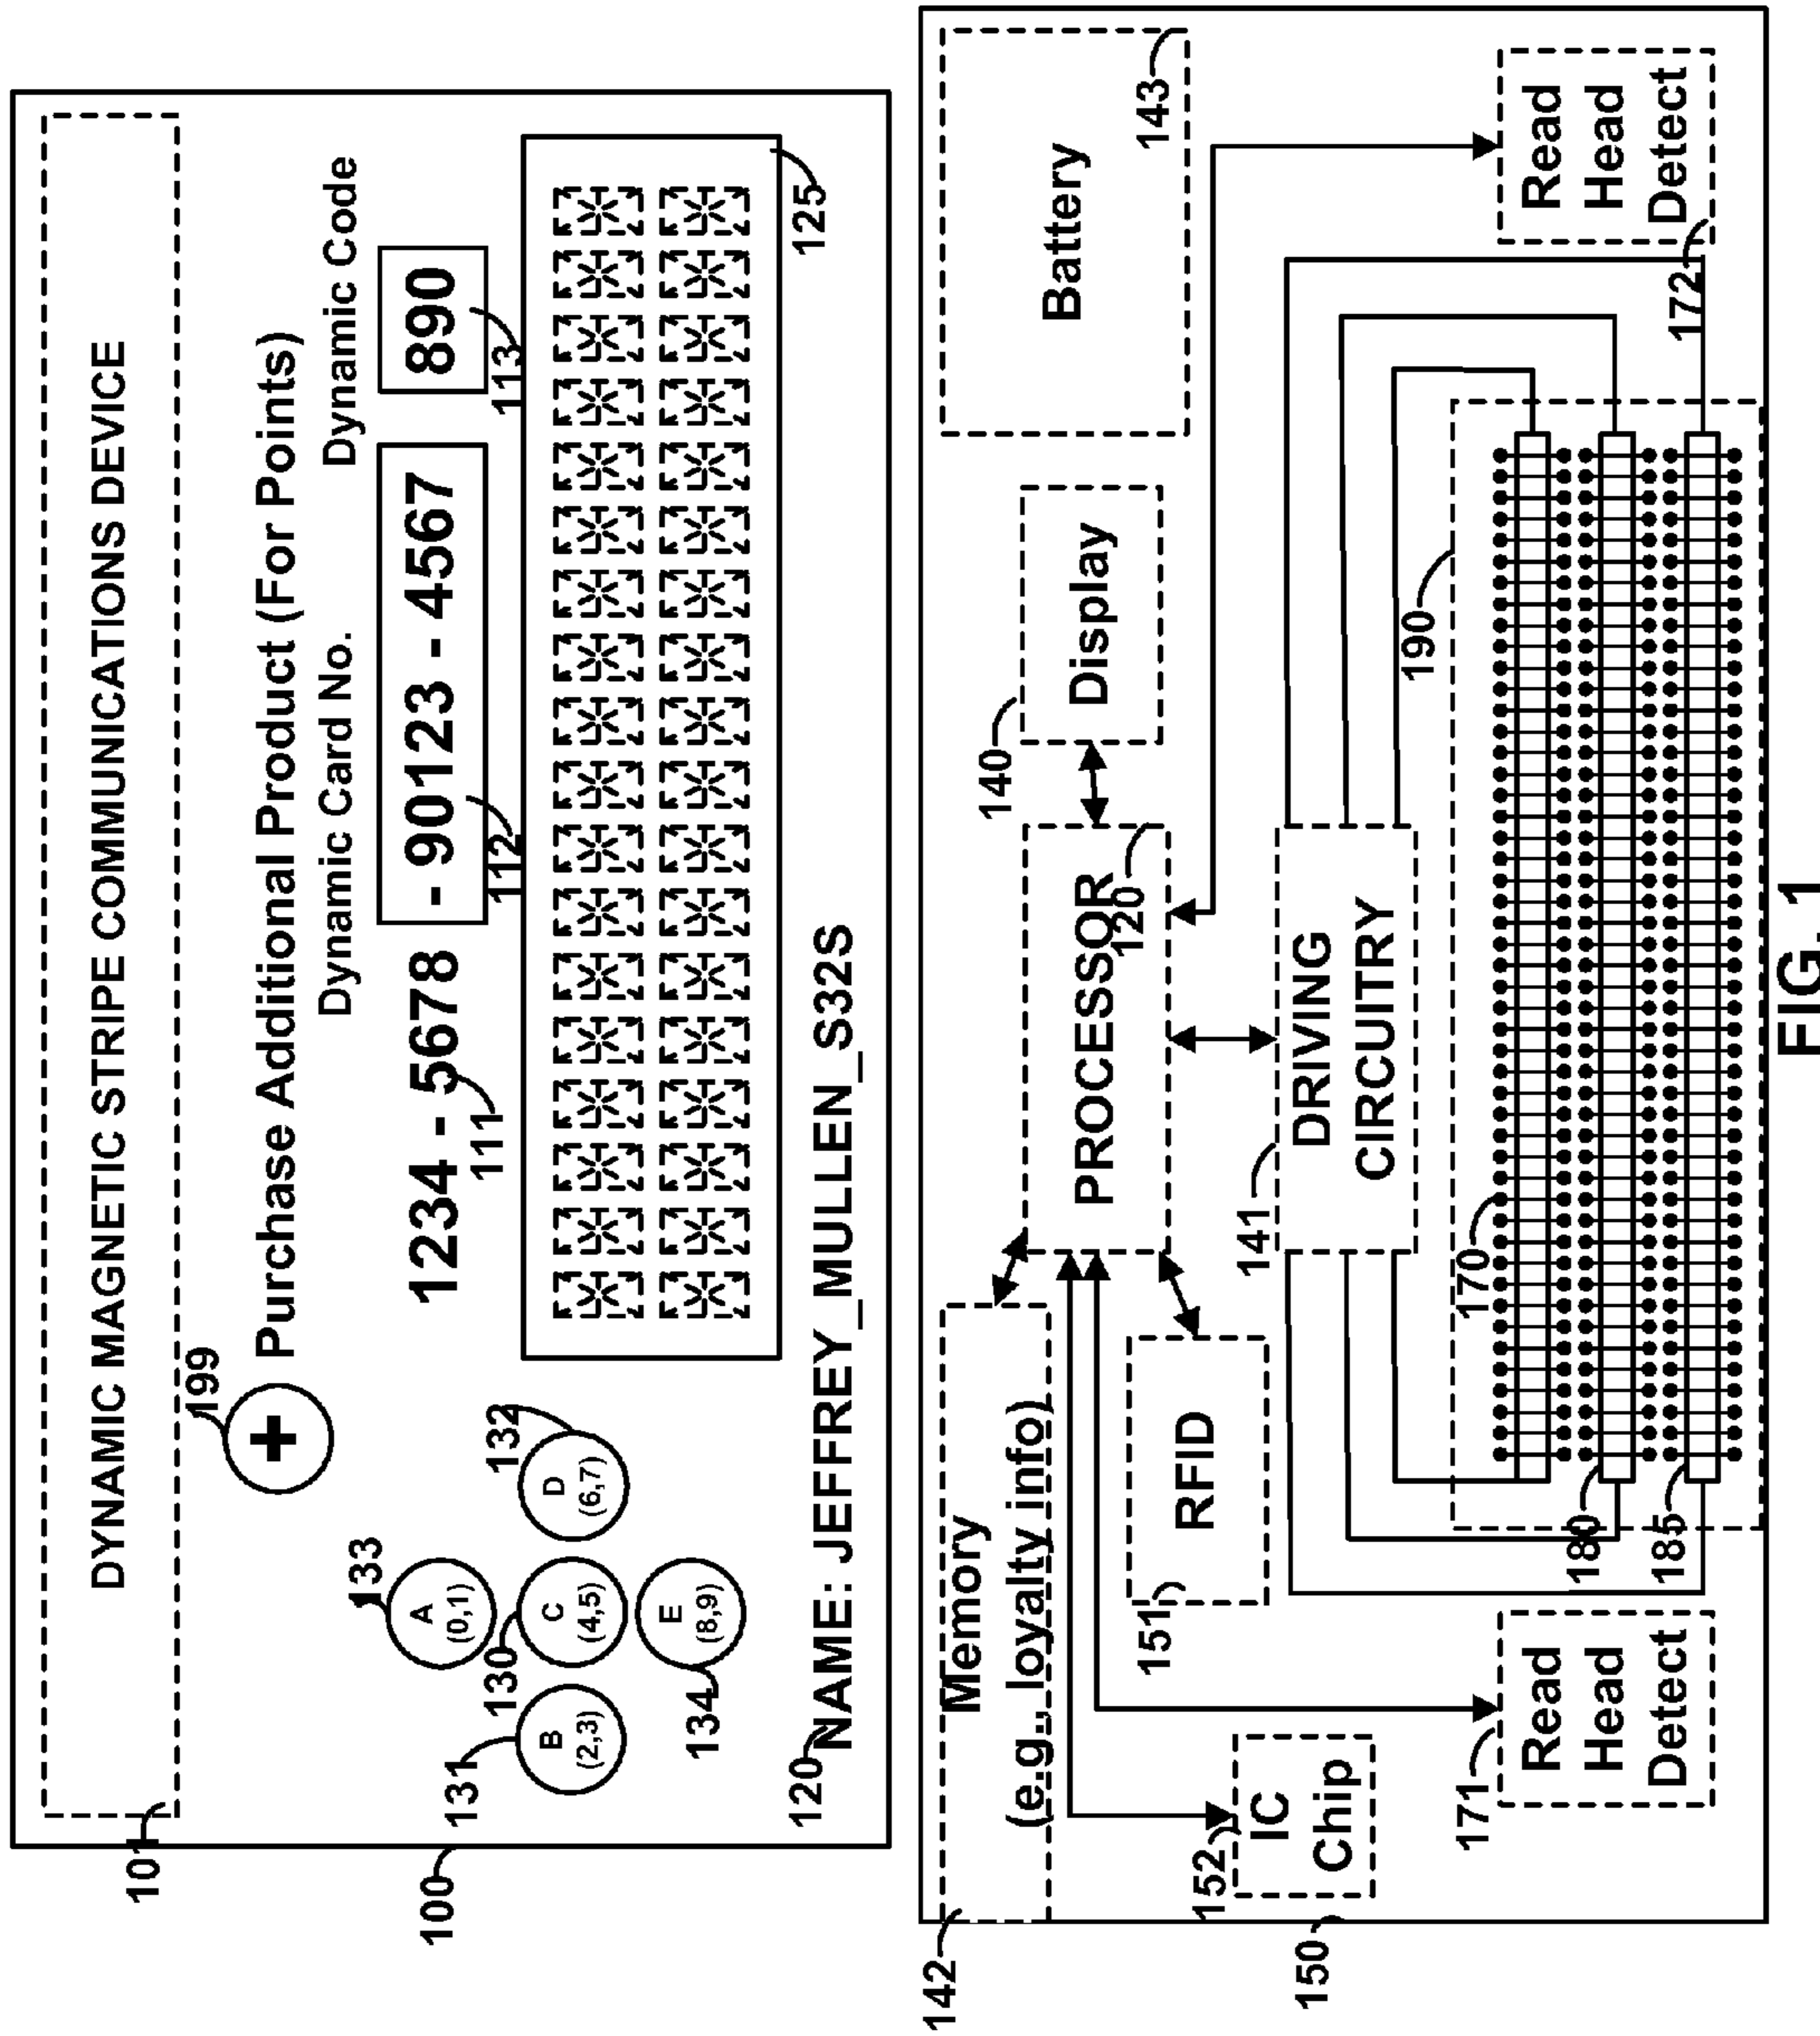 DYNAMIC MAGNETIC STRIPE COMMUNICATIONS DEVICE
101
199
+ Purchase Additional Product (For Points)
Dynamic Card No.
Dynamic Code
1234 - 5678 - 90123 - 4567
890
111
112
113
133
A
(0,1)
131
B
(2,3)
130
C
(4,5)
132
D
(6,7)
134
E
(8,9)
125
100
120
NAME: JEFFREY_MULLEN_S32S
142
Memory
(e.g., loyalty info)
140
Display
Battery
143
PROCESSOR
120
151
RFID
152
IC
Chip
141
DRIVING
CIRCUITRY
150
171
Read
Head
Detect
170
190
180
185
172
Read
Head
Detect
FIG. 1